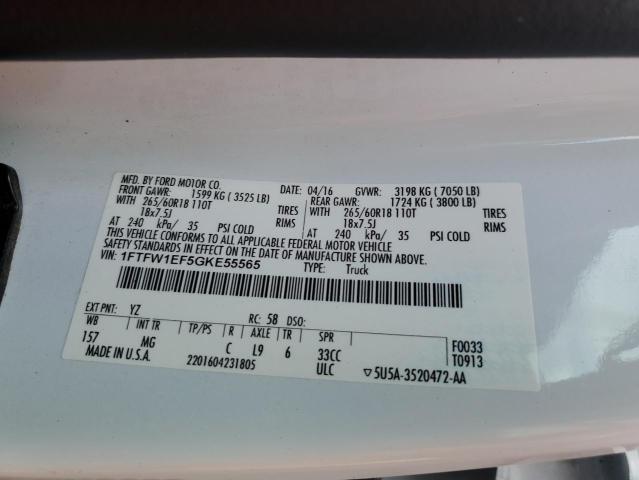 MFD. BY FORD MOTOR CO.
DATE: 04/16 GVWR: 3198 KG ( 7050 LB)
FRONT GAWR: 1599 KG ( 3525 LB) REAR GAWR: 1724 KG ( 3800 LB)
WITH 265/60R18 110T TIRES WITH 265/60R18 110T TIRES
18x7.5J RIMS 18x7.5J RIMS
AT 240 kPa/ 35 PSI COLD AT 240 kPa/ 35 PSI COLD
THIS VEHICLE CONFORMS TO ALL APPLICABLE FEDERAL MOTOR VEHICLE
SAFETY STANDARDS IN EFFECT ON THE DATE OF MANUFACTURE SHOWN ABOVE.
VIN: 1FTFW1EF5GKE55565 TYPE: Truck
EXT PNT: YZ RC: 58 DSO: F0033
WB INT TR TP/PS R AXLE TR SPR T0913
157 MG C L9 6 33CC
MADE IN U.S.A. 2201604231805 ULC ▽5U5A-3520472-AA